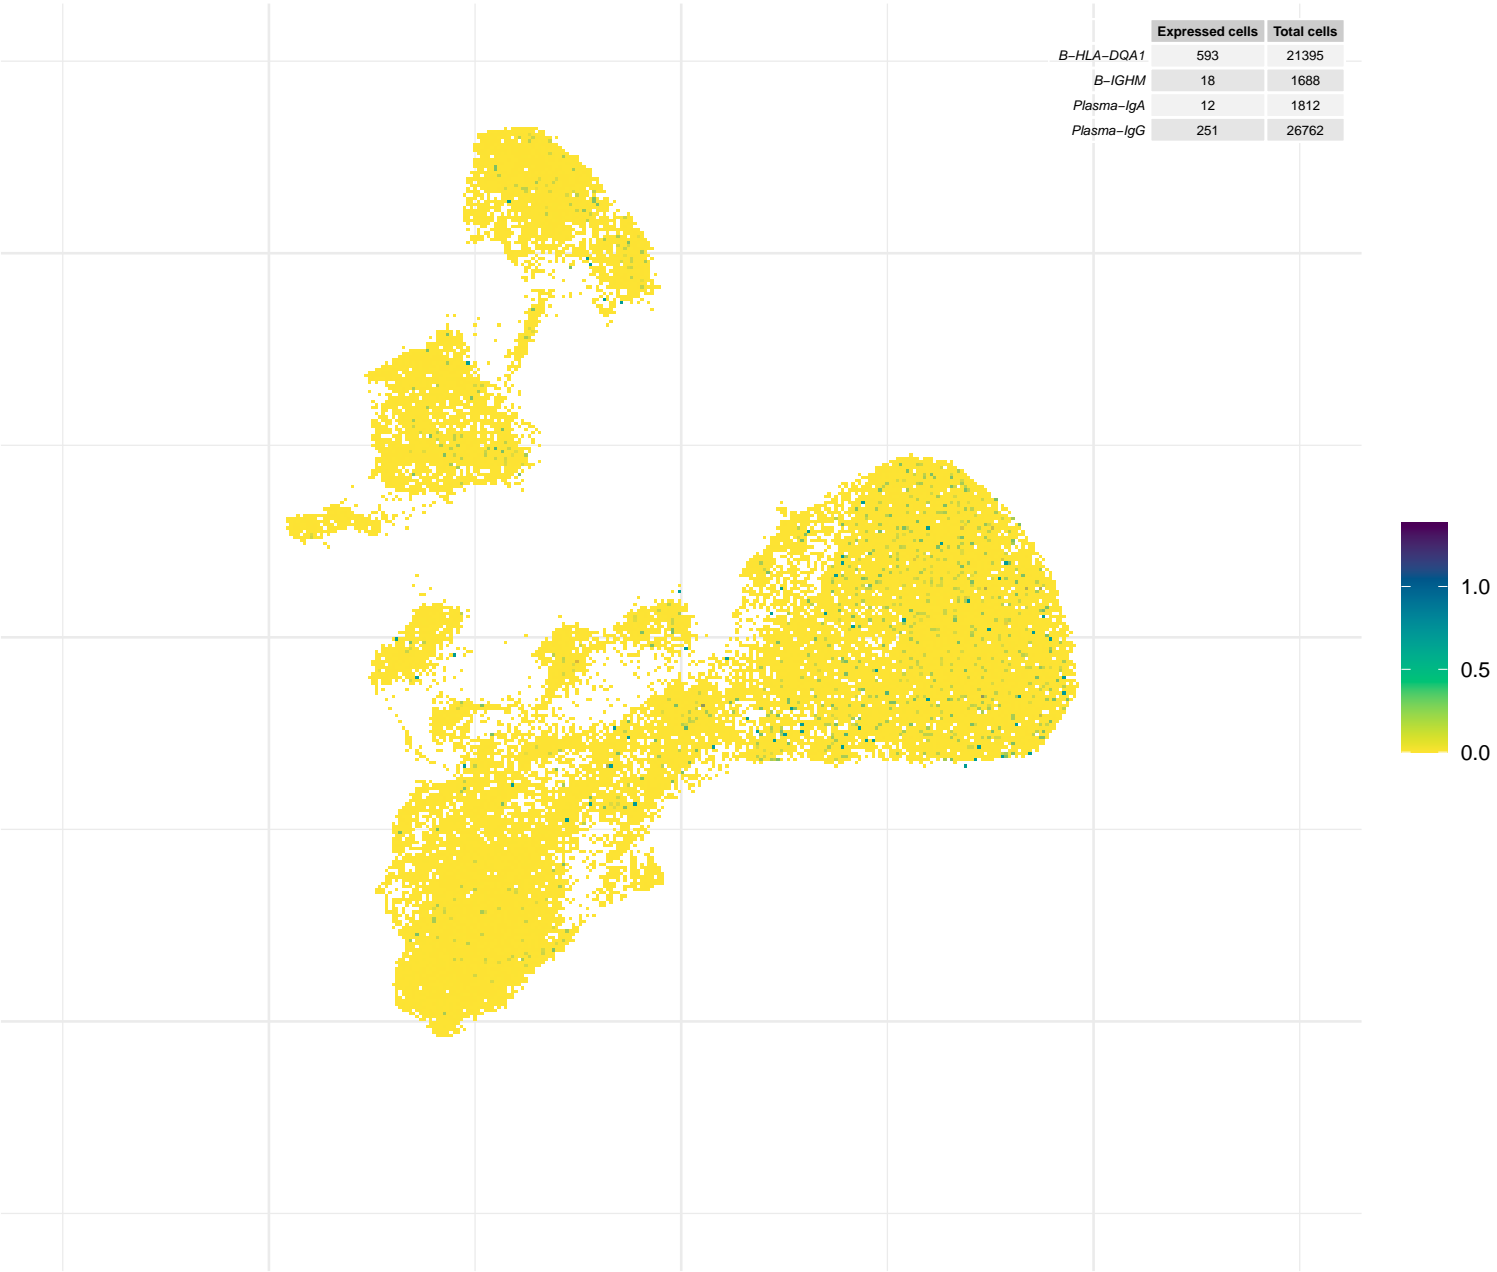 Expressed cells Total cells
B−HLA−DQA1 593 21395
B−IGHM 18 1688
Plasma−IgA 12 1812
Plasma−IgG 251 26762
1.0
0.5
0.0